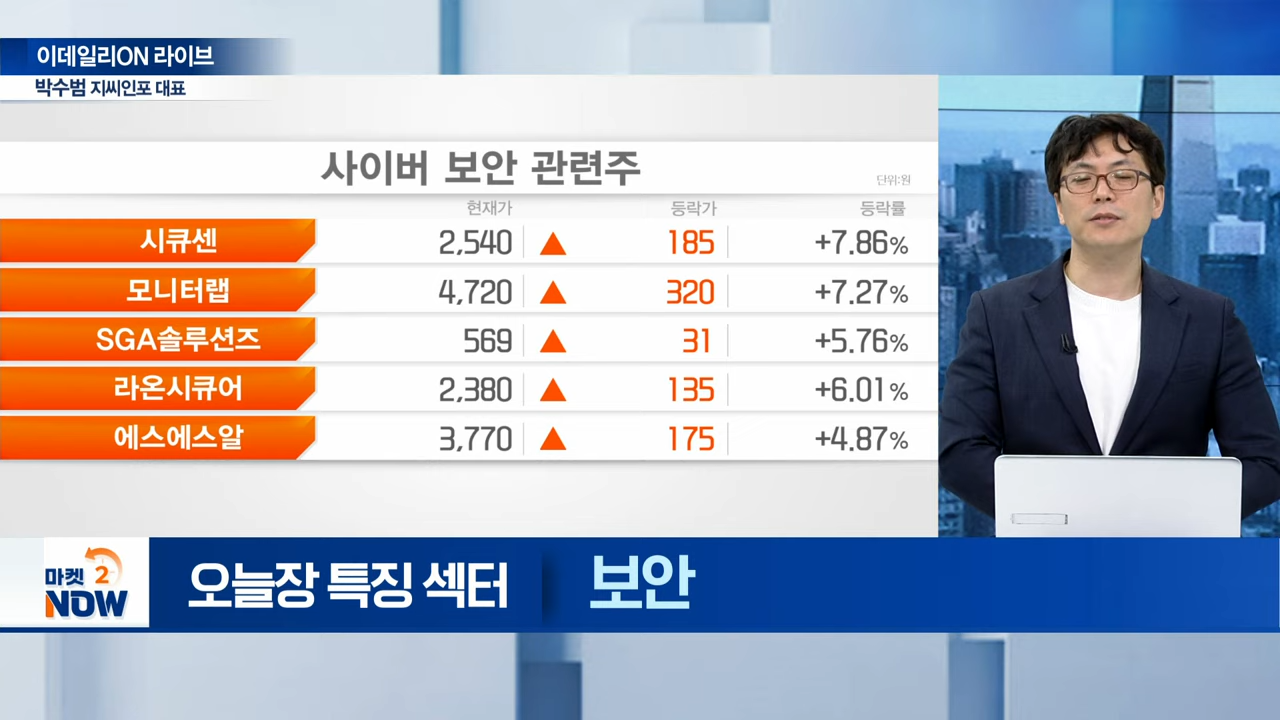 이데일리ON 라이브
박수범 지씨인포 대표
사이버 보안 관련주
단위:원
현재가 등락가 등락률
시큐센 2,540 ▲ 185 +7.86%
모니터랩 4,720 ▲ 320 +7.27%
SGA솔루션즈 569 ▲ 31 +5.76%
라온시큐어 2,380 ▲ 135 +6.01%
에스에스알 3,770 ▲ 175 +4.87%
마켓 2
NOW
오늘장 특징 섹터 보안